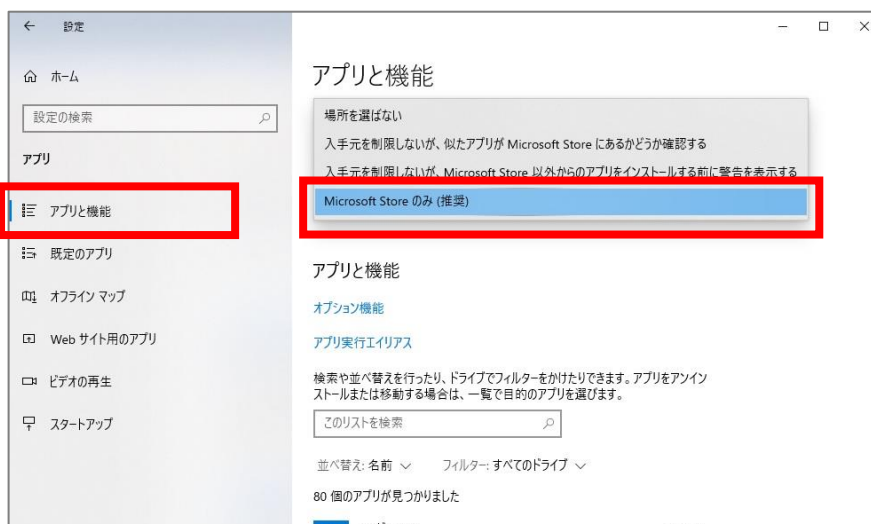 設定
ホーム
設定の検索
アプリ
アプリと機能
既定のアプリ
オフライン マップ
Web サイト用のアプリ
ビデオの再生
スタートアップ
アプリと機能
場所を選ばない
入手元を制限しないが、似たアプリが Microsoft Store にあるかどうか確認する
入手元を制限しないが、Microsoft Store 以外からのアプリをインストールする前に警告を表示する
Microsoft Store のみ (推奨)
アプリと機能
オプション機能
アプリ実行エイリアス
検索や並べ替えを行ったり、ドライブでフィルターをかけたりできます。アプリをアンイン
ストールまたは移動する場合は、一覧で目的のアプリを選びます。
このリストを検索
並べ替え: 名前 フィルター: すべてのドライブ
80 個のアプリが見つかりました